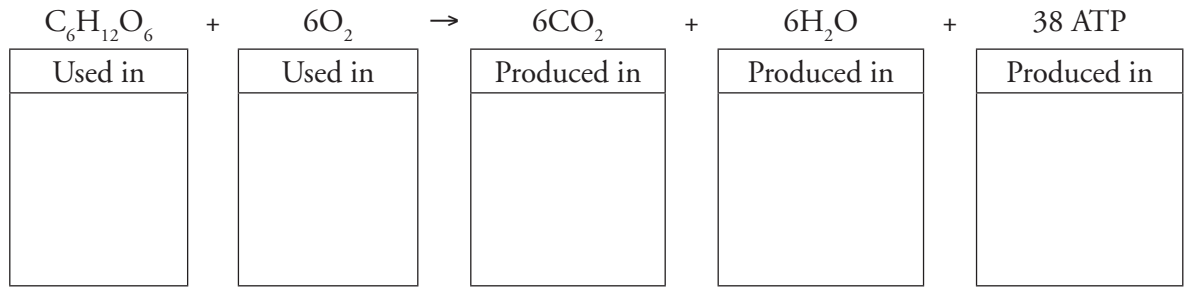 C₆H₁₂O₆ + 6O₂ → 6CO₂ + 6H₂O + 38 ATP
Used in Used in Produced in Produced in Produced in